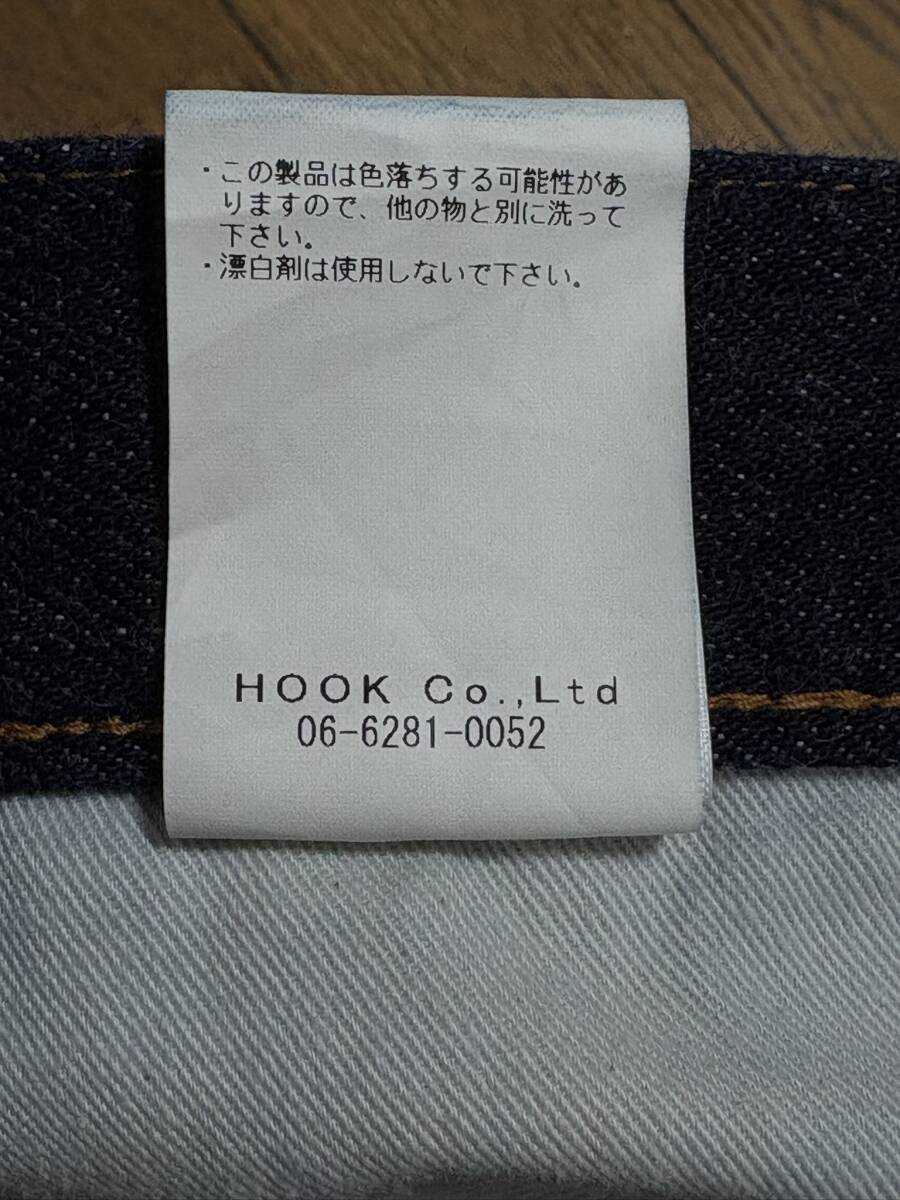 ・この製品は色落ちする可能性があ
りますので、他の物と別に洗って
下さい。
・漂白剤は使用しないで下さい。
HOOK Co.,Ltd
06-6281-0052